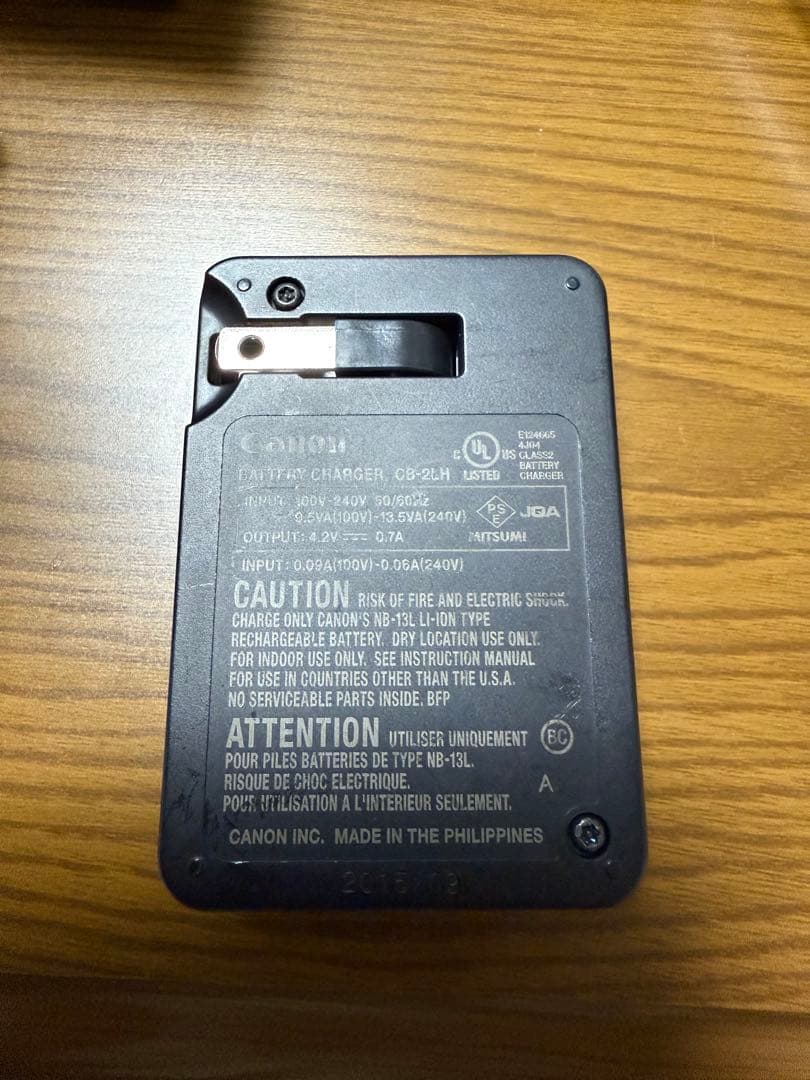 Canon
BATTERY CHARGER CB-2LH
C UL US LISTED
E124665
4J04
CLASS2
BATTERY
CHARGER
INPUT: 100V-240V 50/60Hz
9.5VA(100V)-13.5VA(240V)
OUTPUT: 4.2V ⎓ 0.7A
PS
E
JQA
MITSUMI
INPUT: 0.09A(100V)-0.06A(240V)
CAUTION RISK OF FIRE AND ELECTRIC SHOCK.
CHARGE ONLY CANON'S NB-13L LI-ION TYPE
RECHARGEABLE BATTERY. DRY LOCATION USE ONLY.
FOR INDOOR USE ONLY. SEE INSTRUCTION MANUAL
FOR USE IN COUNTRIES OTHER THAN THE U.S.A.
NO SERVICEABLE PARTS INSIDE. BFP
ATTENTION UTILISER UNIQUEMENT
POUR PILES BATTERIES DE TYPE NB-13L.
RISQUE DE CHOC ELECTRIQUE.
POUR UTILISATION A L'INTERIEUR SEULEMENT.
BC
A
CANON INC. MADE IN THE PHILIPPINES